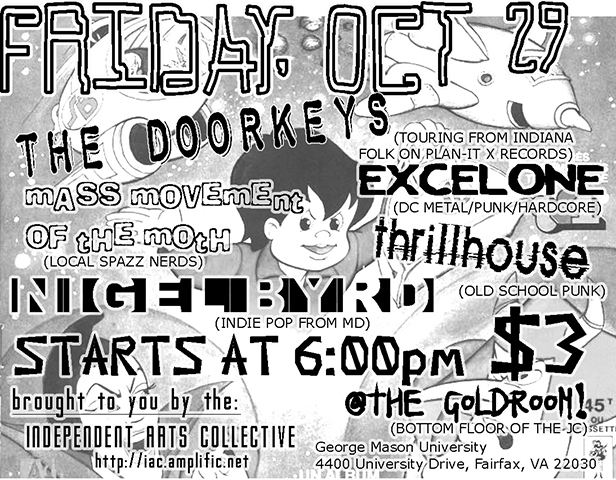 FRIDAY, OCT 29
THE DOORKEYS
(TOURING FROM INDIANA
FOLK ON PLAN-IT X RECORDS)
mASS mOVEmEnt
OF tHE mOtH
(LOCAL SPAZZ NERDS)
EXCELONE
(DC METAL/PUNK/HARDCORE)
thrillhouse
(OLD SCHOOL PUNK)
NIGEL BYRD
(INDIE POP FROM MD)
STARTS AT 6:00pm $3
brought to you by the:
INDEPENDENT ARTS COLLECTIVE
http://iac.amplific.net
@THE GOLDROOM!
(BOTTOM FLOOR OF THE JC)
George Mason University
4400 University Drive, Fairfax, VA 22030
45T
UN ALBUM